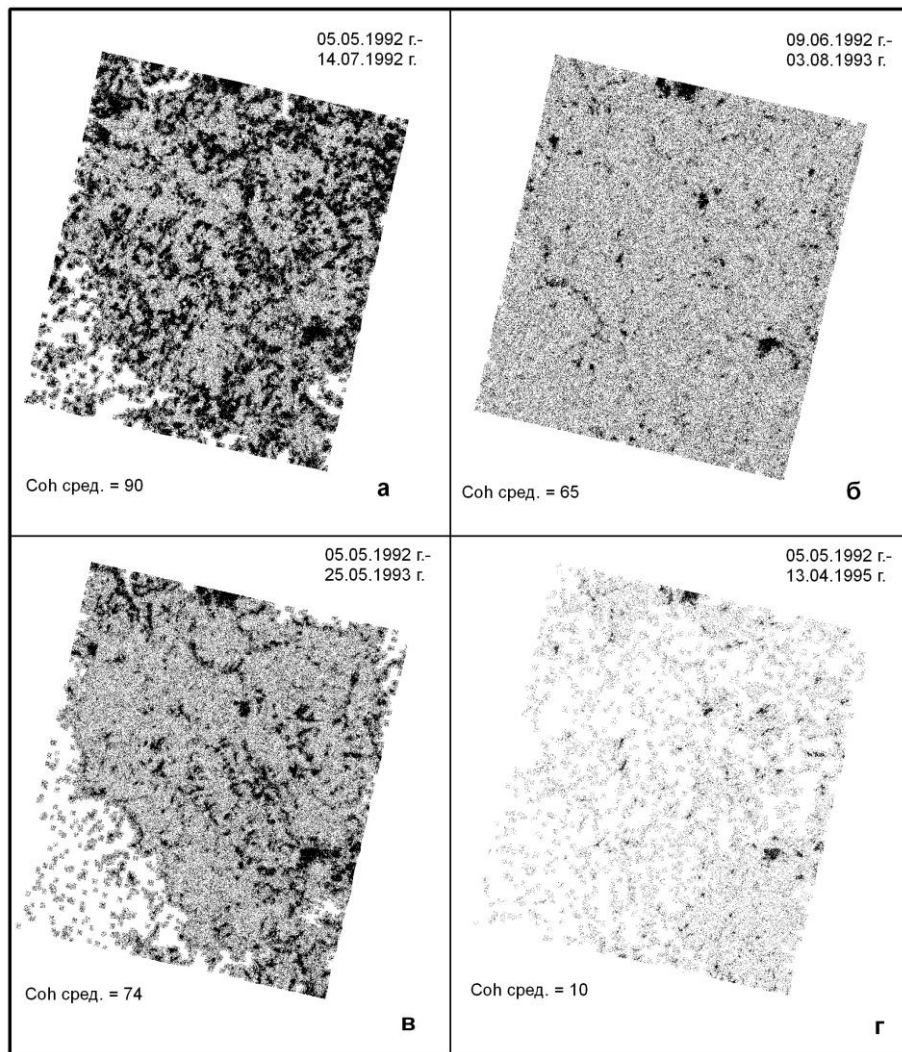 05.05.1992 г.-
14.07.1992 г.
Coh сред. = 90
а
09.06.1992 г.-
03.08.1993 г.
Coh сред. = 65
б
05.05.1992 г.-
25.05.1993 г.
Coh сред. = 74
в
05.05.1992 г.-
13.04.1995 г.
Coh сред. = 10
г